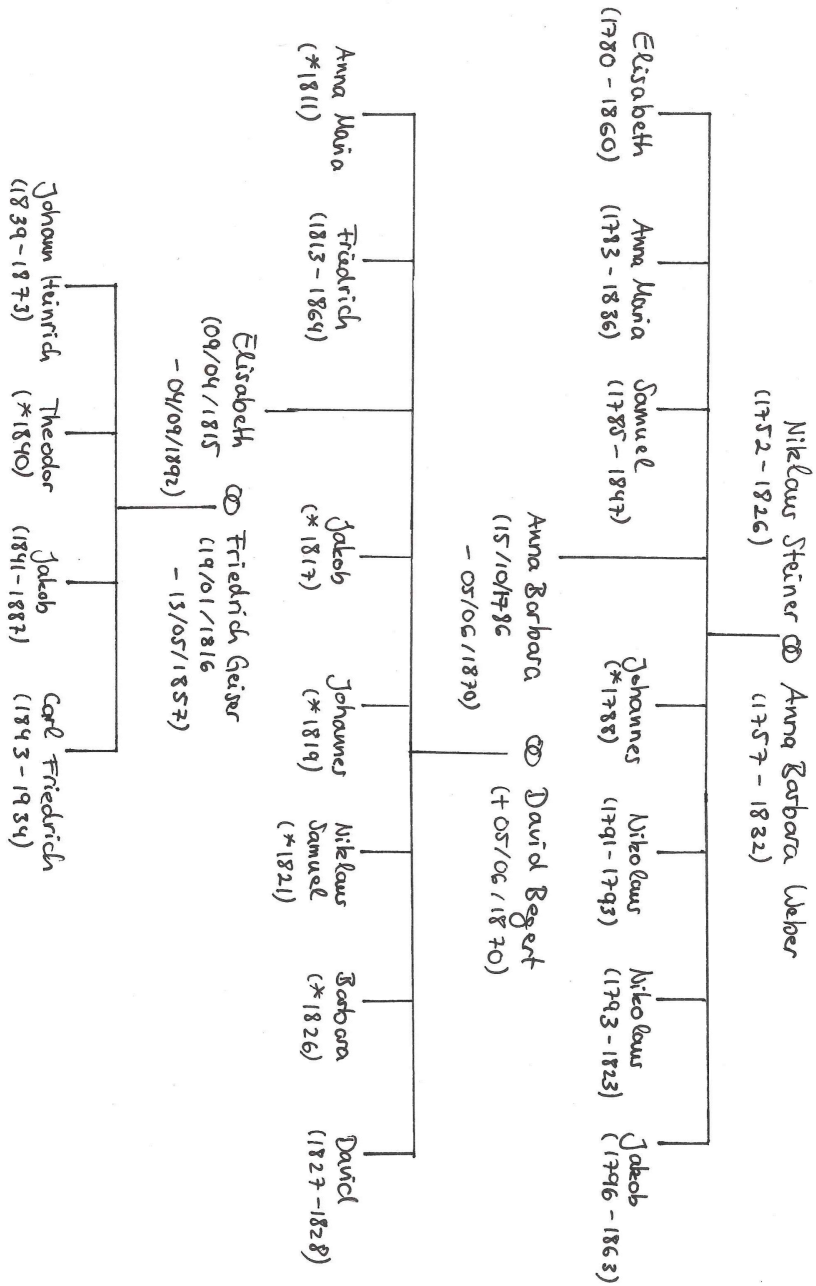 Niklaus Steiner ⚭ Anna Barbara Weber
(1752 - 1826)
(1757 - 1832)
Elisabeth
(1780 - 1860)
Anna Maria
(1783 - 1836)
Samuel
(1785 - 1847)
Anna Barbara
(15/10/1786
- 05/06/1870)
⚭ David Begert
(+05/06/1870)
Johannes
(*1788)
Nikolaus
(1791 - 1793)
Nikolaus
(1793 - 1823)
Jakob
(1796 - 1863)
Anna Maria
(*1811)
Friedrich
(1813 - 1864)
Elisabeth
(09/04/1815
- 04/09/1892)
⚭ Friedrich Geiser
(19/01/1816
- 13/05/1857)
Jakob
(*1817)
Johannes
(*1819)
Niklaus
Samuel
(*1821)
Barbara
(*1826)
David
(1827 - 1828)
Johann Heinrich
(1839 - 1873)
Theodor
(*1840)
Jakob
(1841 - 1887)
Carl Friedrich
(1843 - 1934)